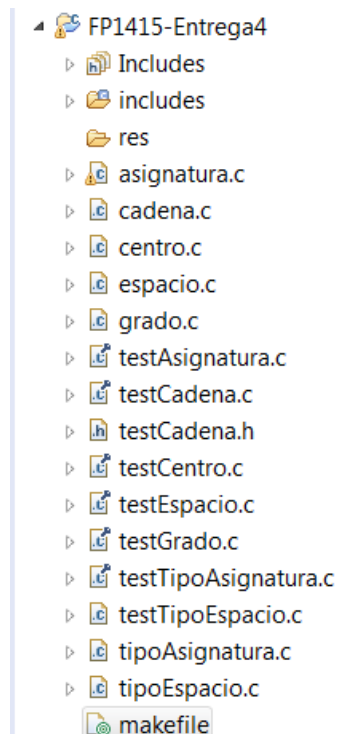 FP1415-Entrega4
Includes
includes
res
asignatura.c
cadena.c
centro.c
espacio.c
grado.c
testAsignatura.c
testCadena.c
testCadena.h
testCentro.c
testEspacio.c
testGrado.c
testTipoAsignatura.c
testTipoEspacio.c
tipoAsignatura.c
tipoEspacio.c
makefile